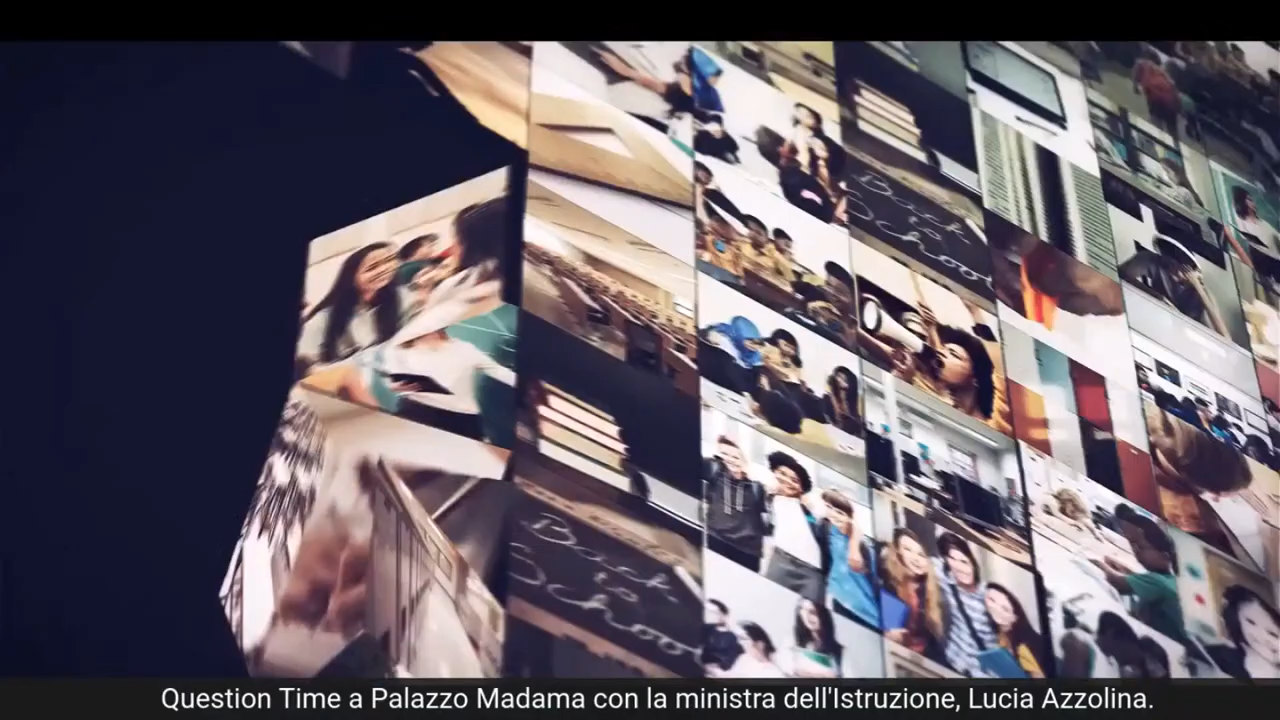 Back
to
School
Back
to
School
Question Time a Palazzo Madama con la ministra dell'Istruzione, Lucia Azzolina.